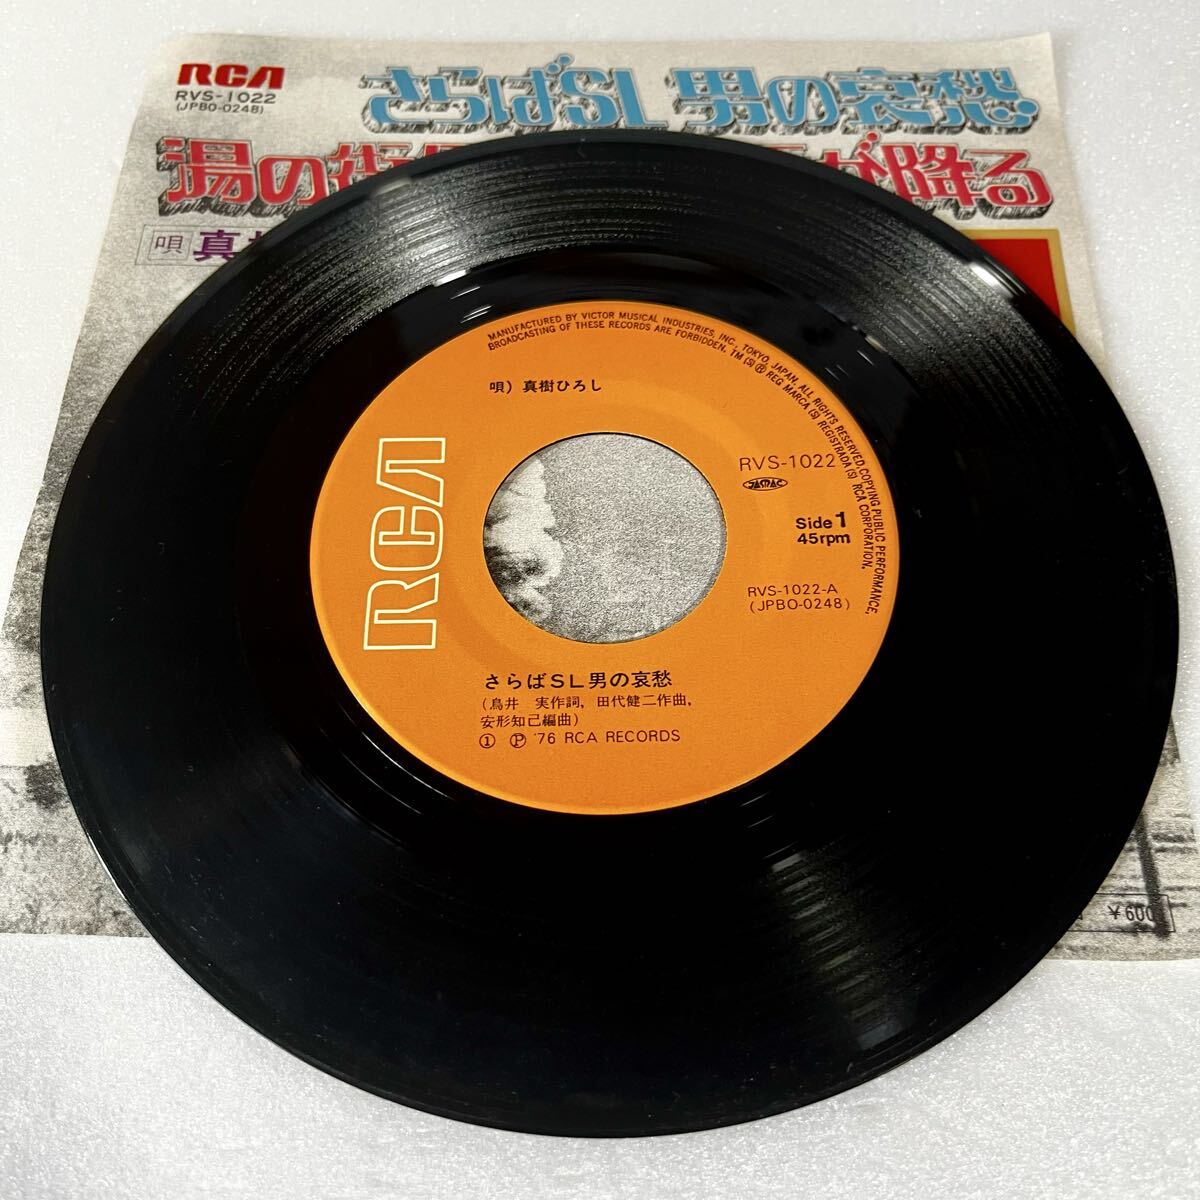 RCA
RVS-1022
(JPBO-0248)
さらばSL 男の哀愁
湯の街 が降る
唄 真
MANUFACTURED BY VICTOR MUSICAL INDUSTRIES, INC., TOKYO, JAPAN. ALL RIGHTS RESERVED, COPYING PUBLIC PERFORMANCE,
BROADCASTING OF THESE RECORDS ARE FORBIDDEN. TM(S) ® REG MARCA (S) REGISTRADA (S) RCA CORPORATION.
唄) 真樹ひろし
RCA
RVS-1022
JASRAC
Side 1
45rpm
RVS-1022-A
(JPBO-0248)
さらばSL男の哀愁
(鳥井 実作詞, 田代健二作曲,
安形知己編曲)
① Ⓟ '76 RCA RECORDS
¥600